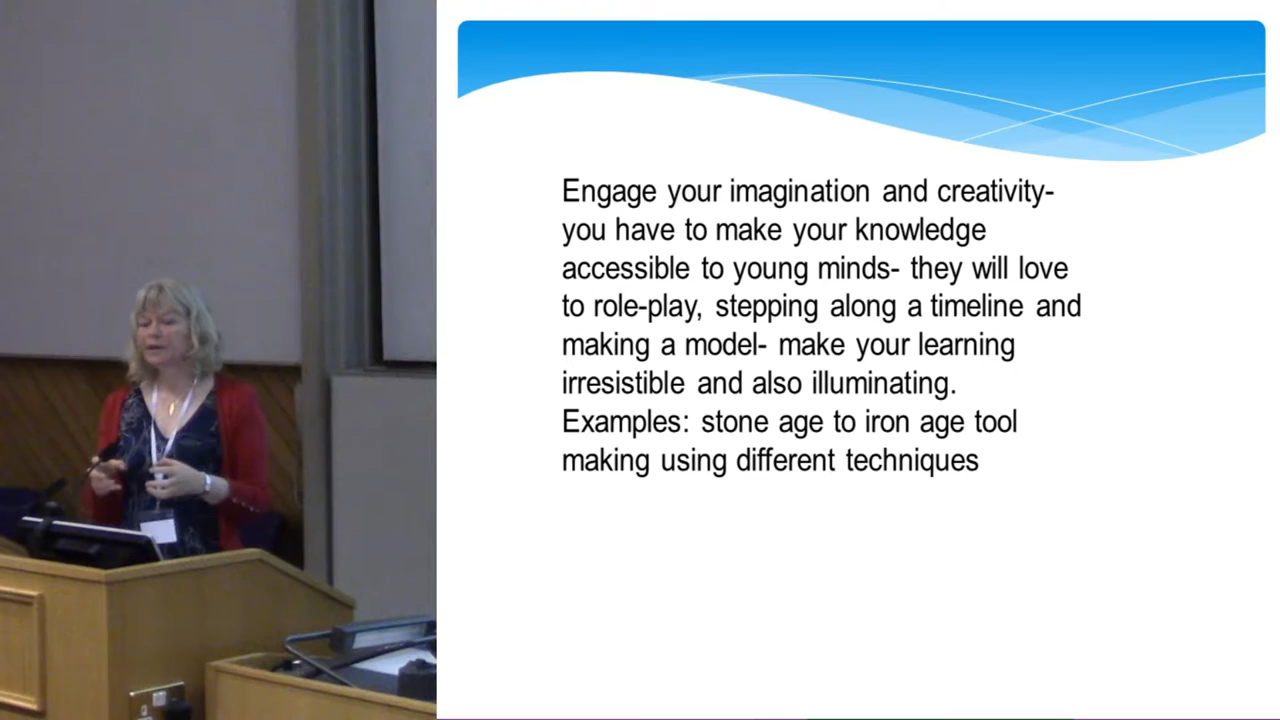 Engage your imagination and creativity-
you have to make your knowledge
accessible to young minds- they will love
to role-play, stepping along a timeline and
making a model- make your learning
irresistible and also illuminating.
Examples: stone age to iron age tool
making using different techniques